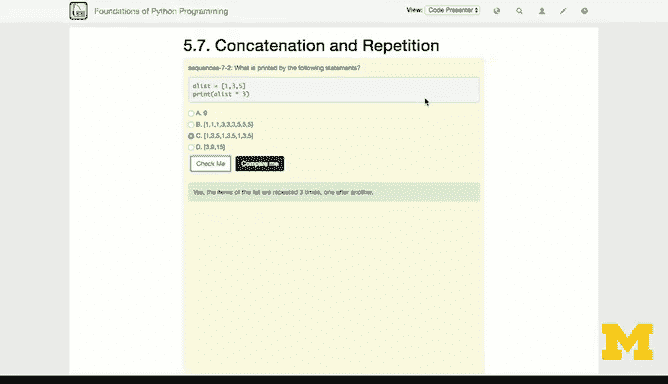 Foundations of Python Programming
View:
Code Presenter
5.7. Concatenation and Repetition
sequences-7-2: What is printed by the following statements?
alist = [1,3,5]
print(alist * 3)
A. 9
B. [1,1,1,3,3,3,5,5,5]
C. [1,3,5,1,3,5,1,3,5]
D. [3,9,15]
Check Me
Compare me
Yes, the items of the list are repeated 3 times, one after another.
M